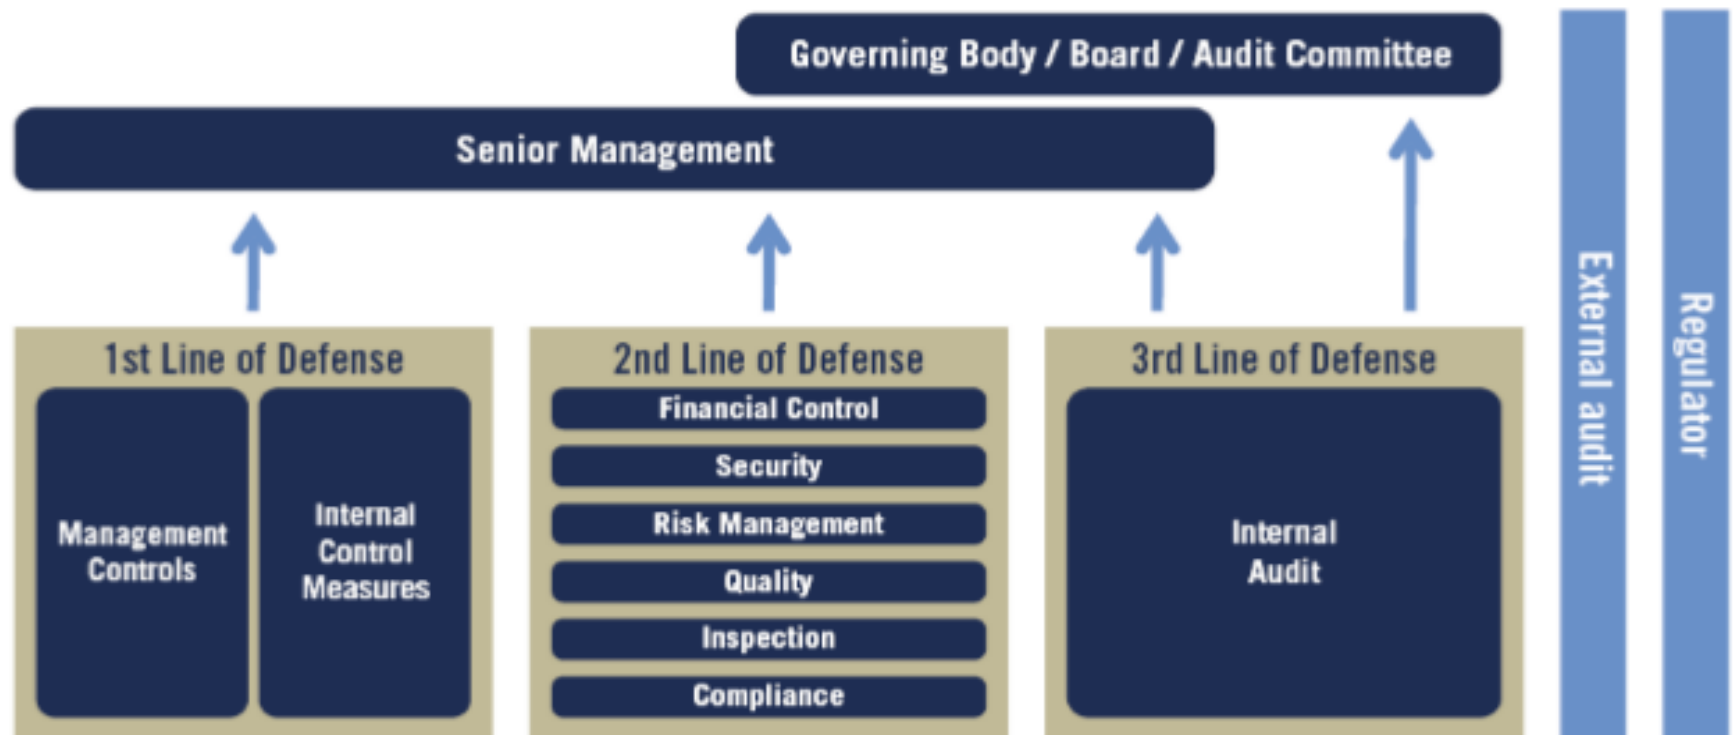 Governing Body / Board / Audit Committee
Senior Management
1st Line of Defense
Management
Controls
Internal
Control
Measures
2nd Line of Defense
Financial Control
Security
Risk Management
Quality
Inspection
Compliance
3rd Line of Defense
Internal
Audit
External audit
Regulator